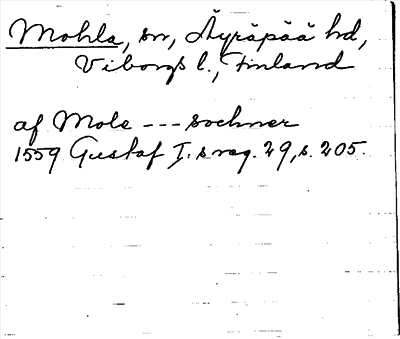 Mohla, sn, Äyräpää hd,
Viborgs l., Finland
af Mole --- sochner
1559 Gustaf I:s reg. 29, s. 205.